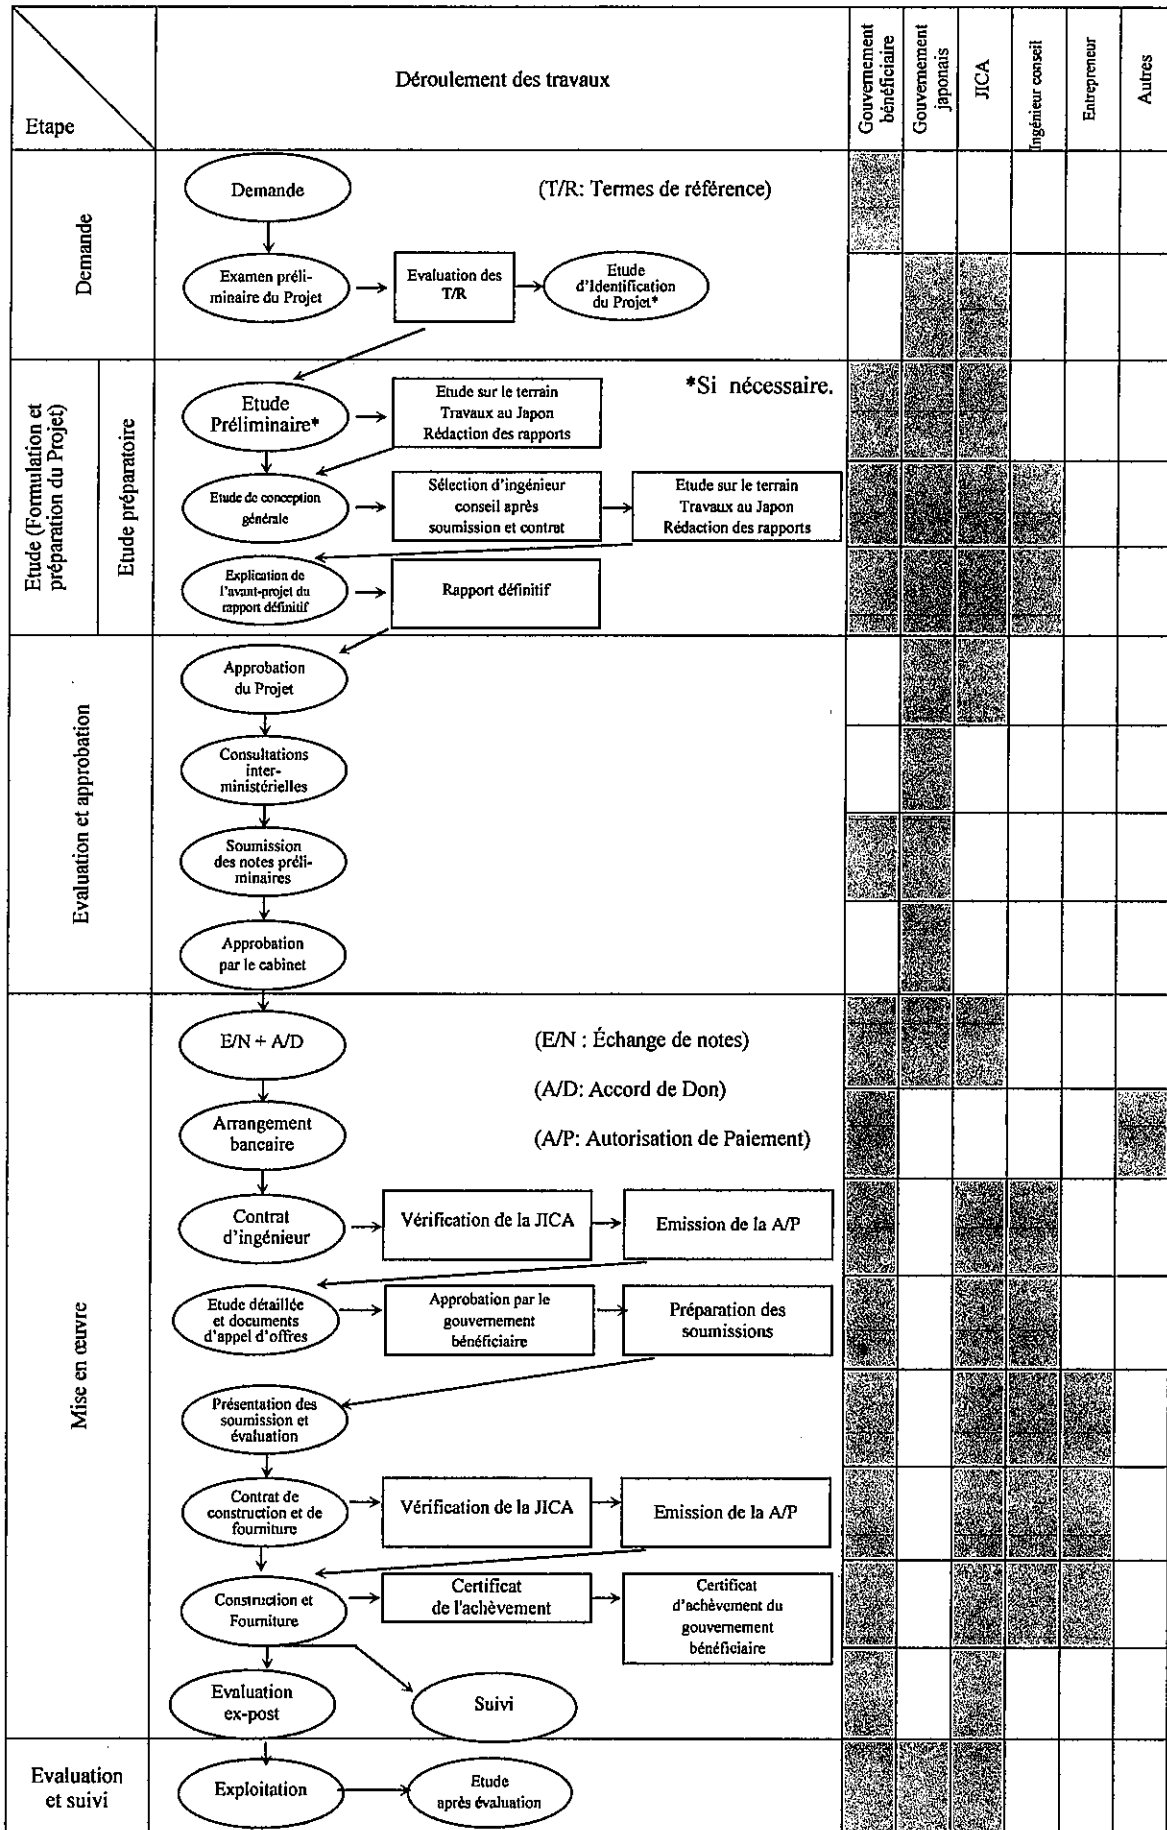 Etape
Déroulement des travaux
Gouvernement
bénéficiaire
Gouvernement
japonais
JICA
Ingénieur conseil
Entrepreneur
Autres
Demande
Demande
(T/R: Termes de référence)
Examen préli-
minaire du Projet
Evaluation des
T/R
Etude
d'Identification
du Projet*
Etude (Formulation et
préparation du Projet)
Etude préparatoire
*Si nécessaire.
Etude
Préliminaire*
Etude sur le terrain
Travaux au Japon
Rédaction des rapports
Etude de conception
générale
Sélection d'ingénieur
conseil après
soumission et contrat
Etude sur le terrain
Travaux au Japon
Rédaction des rapports
Explication de
l'avant-projet du
rapport définitif
Rapport définitif
Evaluation et approbation
Approbation
du Projet
Consultations
inter-
ministérielles
Soumission
des notes préli-
minaires
Approbation
par le cabinet
Mise en œuvre
E/N + A/D
(E/N : Échange de notes)
(A/D: Accord de Don)
(A/P: Autorisation de Paiement)
Arrangement
bancaire
Contrat
d'ingénieur
Vérification de la JICA
Emission de la A/P
Etude détaillée
et documents
d'appel d'offres
Approbation par le
gouvernement
bénéficiaire
Préparation des
soumissions
Présentation des
soumission et
évaluation
Contrat de
construction et de
fourniture
Vérification de la JICA
Emission de la A/P
Construction et
Fourniture
Certificat
de l'achèvement
Certificat
d'achèvement du
gouvernement
bénéficiaire
Evaluation
ex-post
Suivi
Evaluation
et suivi
Exploitation
Etude
après évaluation